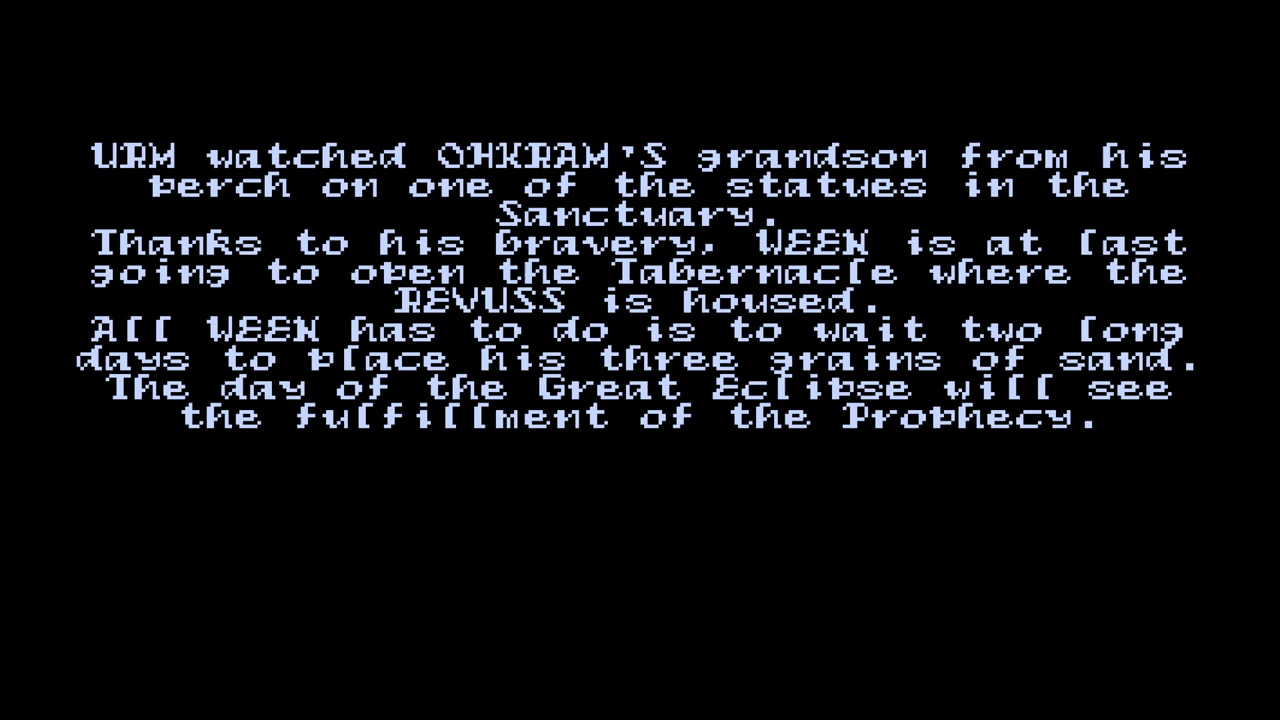 URM watched OHKRAM'S grandson from his
perch on one of the statues in the
Sanctuary.
Thanks to his bravery, WEEN is at last
going to open the Tabernacle where the
REVUSS is housed.
All WEEN has to do is to wait two long
days to place his three grains of sand.
The day of the Great Eclipse will see
the fulfillment of the Prophecy.